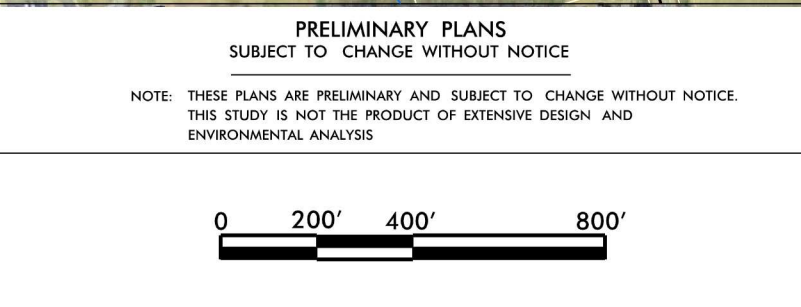 PRELIMINARY PLANS
SUBJECT TO CHANGE WITHOUT NOTICE
NOTE: THESE PLANS ARE PRELIMINARY AND SUBJECT TO CHANGE WITHOUT NOTICE.
THIS STUDY IS NOT THE PRODUCT OF EXTENSIVE DESIGN AND
ENVIRONMENTAL ANALYSIS
0 200' 400' 800'